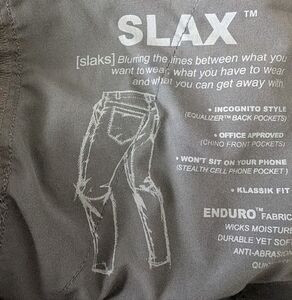 SLAX™
[slaks] Blurring the lines between what you
want to wear, what you have to wear
and what you can get away with
• INCOGNITO STYLE
(EQUALIZER™ BACK POCKETS)
• OFFICE APPROVED
(CHINO FRONT POCKETS)
• WON'T SIT ON YOUR PHONE
(STEALTH CELL PHONE POCKET)
• KLASSIK FIT
ENDURO™ FABRIC
WICKS MOISTURE
DURABLE YET SOFT
ANTI-ABRASION